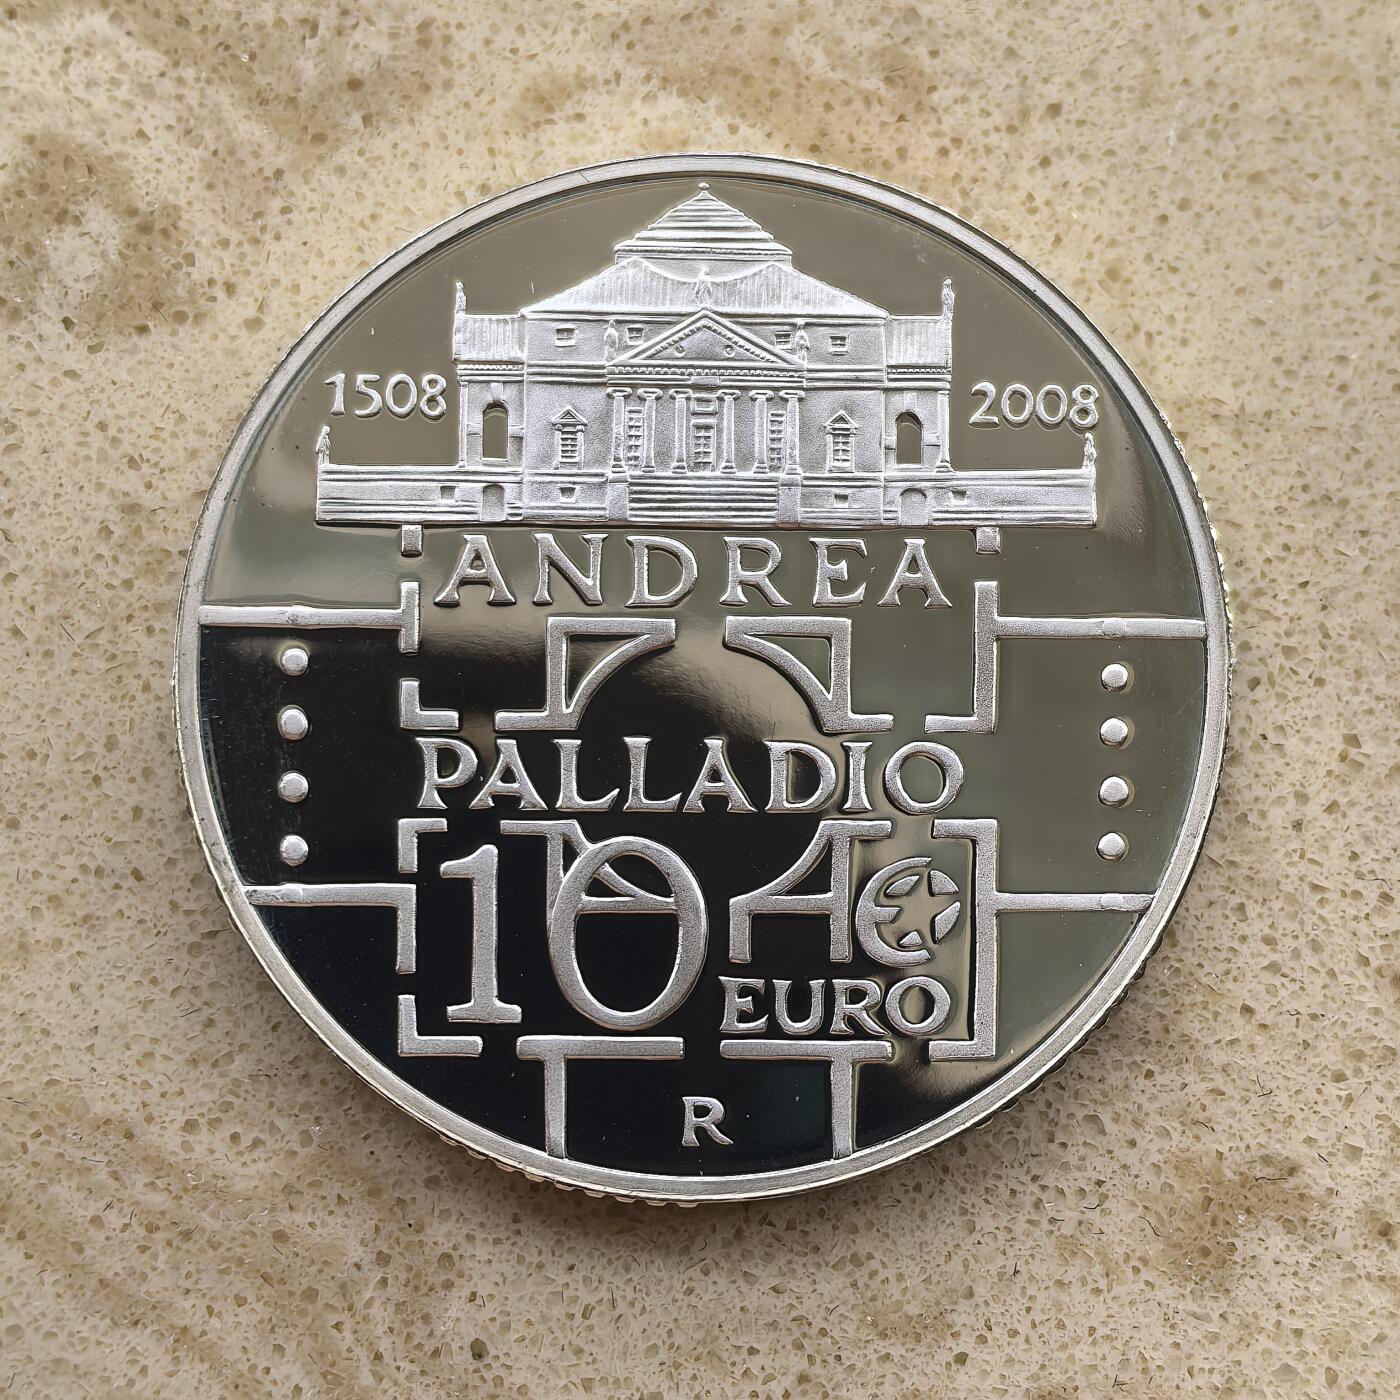 1508 2008
ANDREA
PALLADIO
10 €
EURO
R